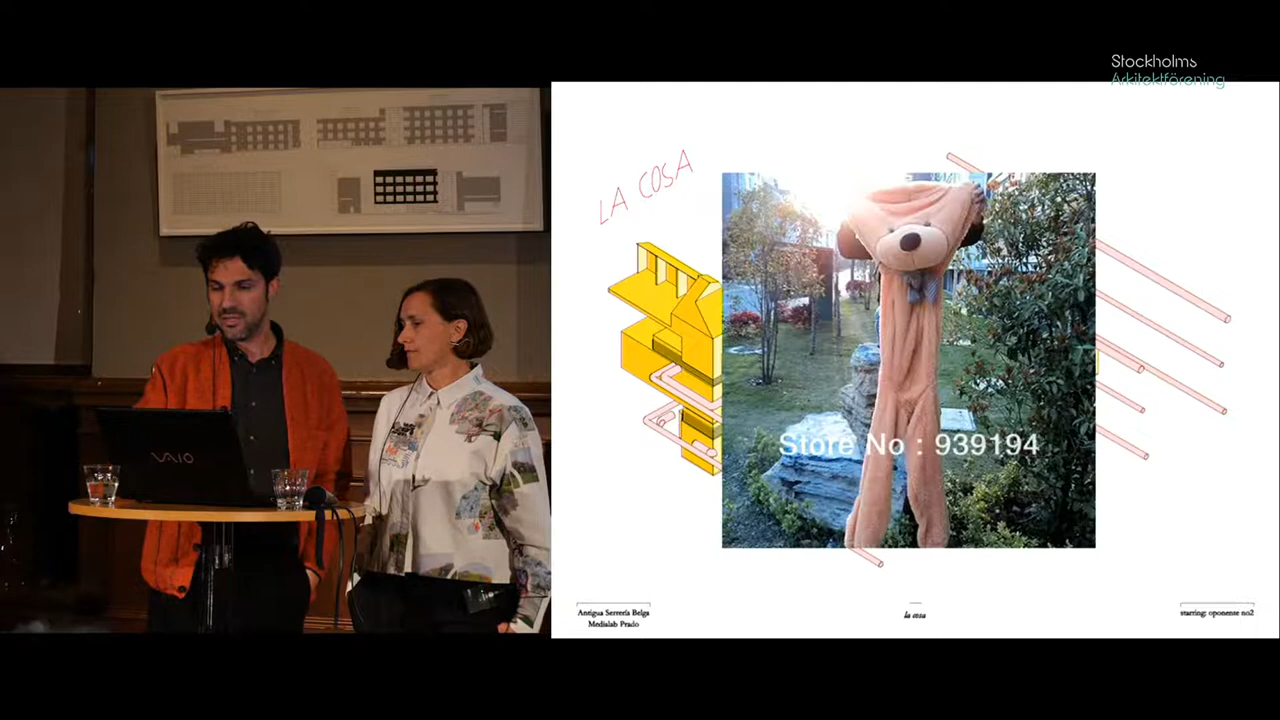 Stockholms
Arkitektförening
LA COSA
VAIO
Store No : 939194
Antigua Serrería Belga
Medialab Prado
la cosa
starring: oponente no2